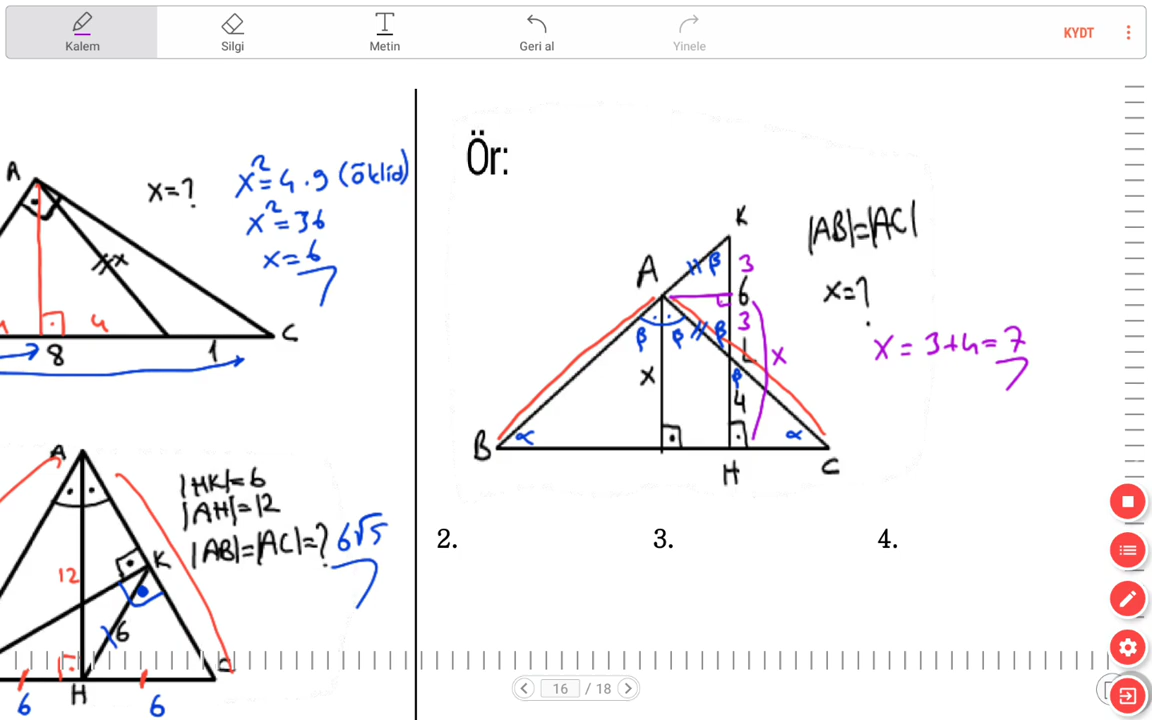 Kalem
Silgi
Metin
Geri al
Yinele
KYDT
A
x=?
x²=4.9 (öklid)
x²=36
x=6
x
4
8
1
C
A
|HK|=6
|AH|=12
|AB|=|AC|=? 6√5
12
K
x6
C
H
6
6
Ör:
K
|AB|=|AC|
A
β
3
6
x=?
3
β
β
β
L
x = 3+4=7
x
β
x
4
B
α
α
H
C
2.
3.
4.
16 / 18